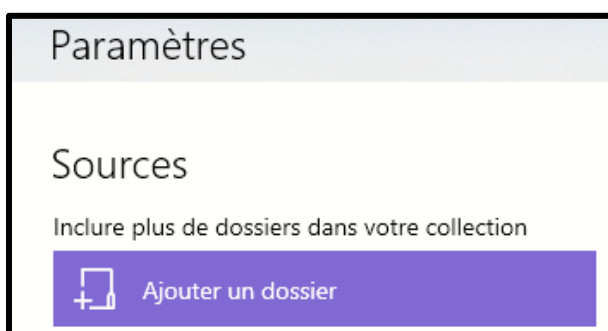 Paramètres
Sources
Inclure plus de dossiers dans votre collection
Ajouter un dossier